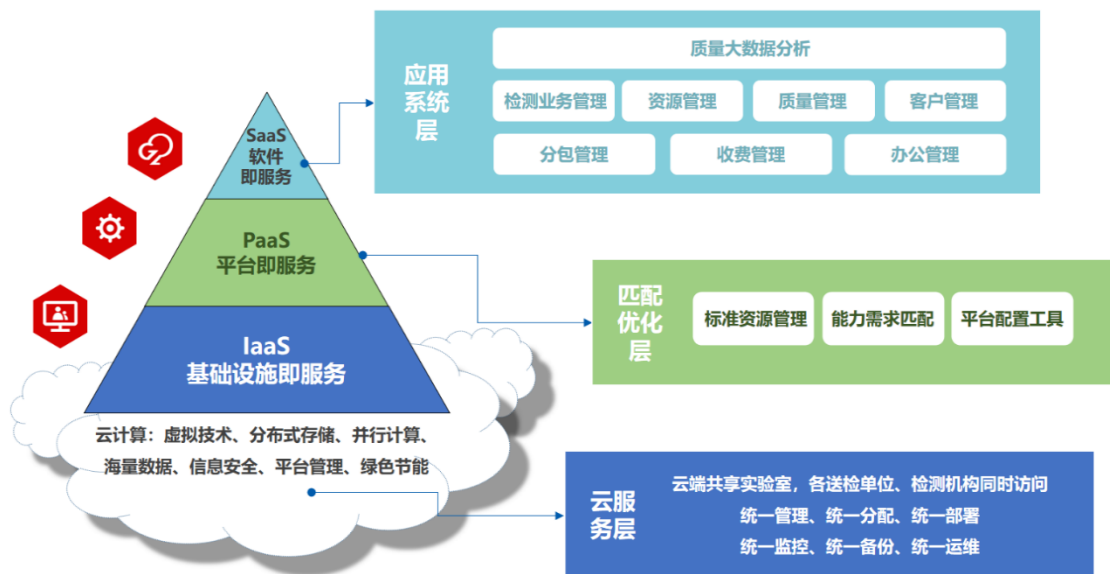 SaaS
软件
即服务
PaaS
平台即服务
IaaS
基础设施即服务
云计算：虚拟技术、分布式存储、并行计算、
海量数据、信息安全、平台管理、绿色节能
应用
系统
层
质量大数据分析
检测业务管理 资源管理 质量管理 客户管理
分包管理 收费管理 办公管理
匹配
优化
层
标准资源管理 能力需求匹配 平台配置工具
云服
务层
云端共享实验室，各送检单位、检测机构同时访问
统一管理、统一分配、统一部署
统一监控、统一备份、统一运维